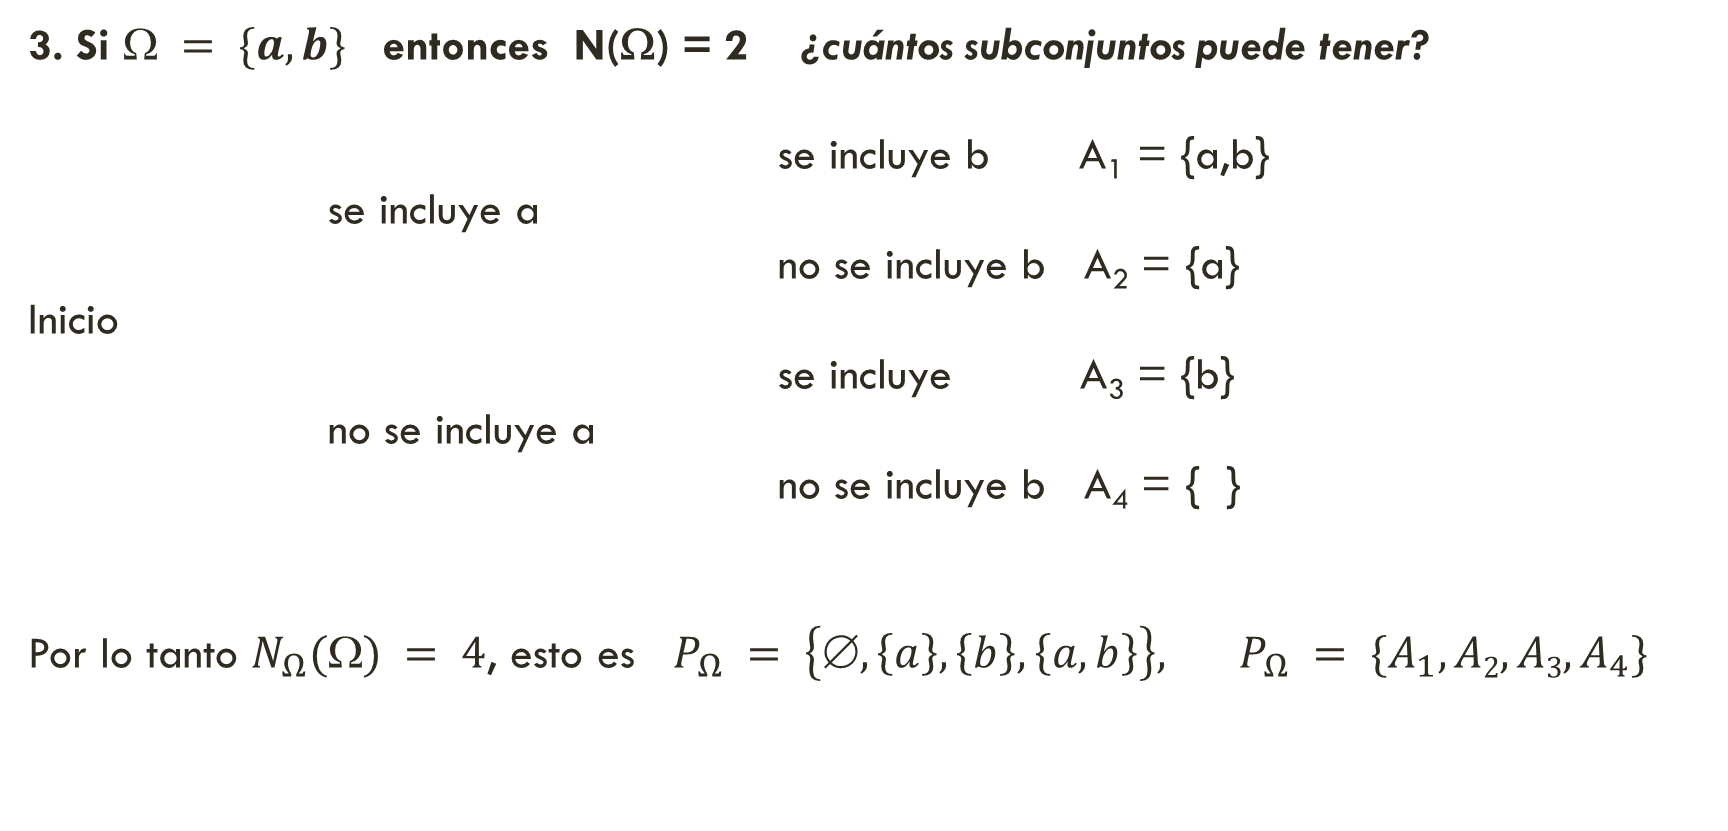 3. Si Ω = {a, b} entonces N(Ω) = 2 ¿cuántos subconjuntos puede tener?
se incluye b A₁ = {a,b}
se incluye a
no se incluye b A₂ = {a}
Inicio
se incluye A₃ = {b}
no se incluye a
no se incluye b A₄ = { }
Por lo tanto N_Ω(Ω) = 4, esto es P_Ω = {∅, {a}, {b}, {a, b}}, P_Ω = {A₁, A₂, A₃, A₄}